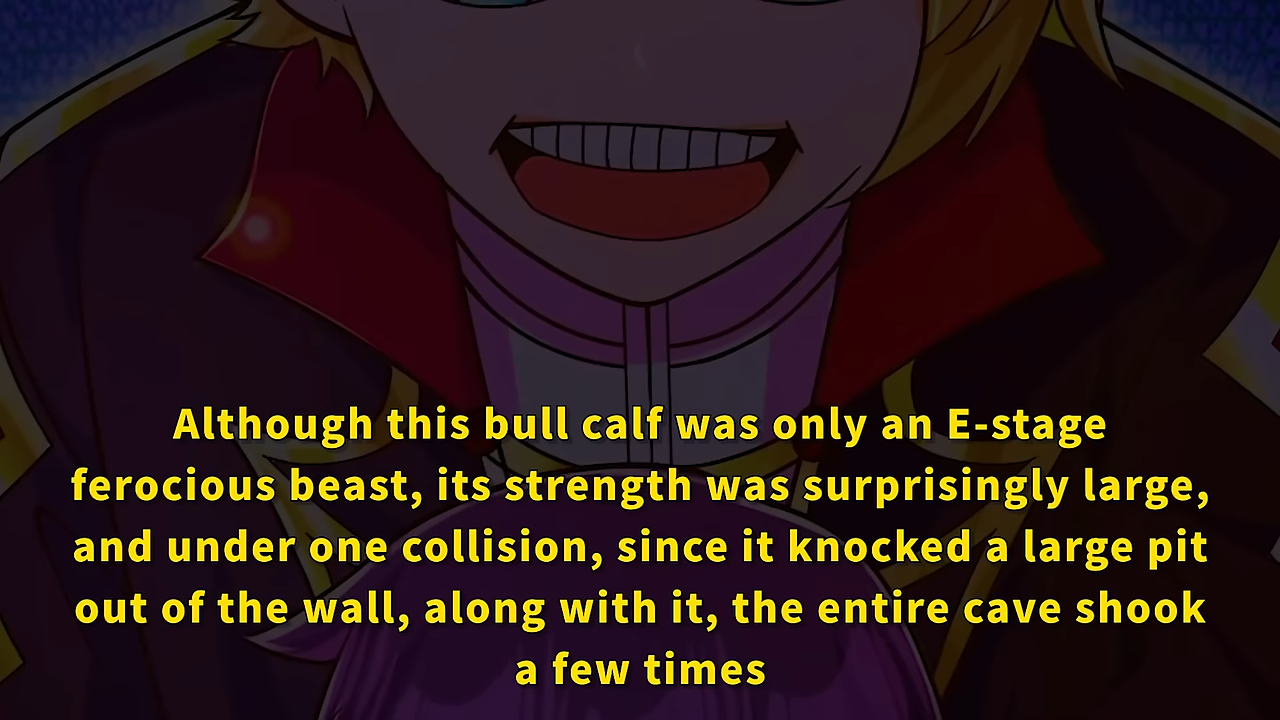 Although this bull calf was only an E-stage
ferocious beast, its strength was surprisingly large,
and under one collision, since it knocked a large pit
out of the wall, along with it, the entire cave shook
a few times